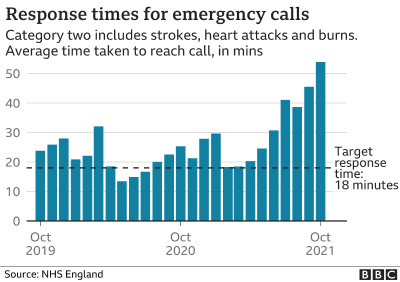 Response times for emergency calls
Category two includes strokes, heart attacks and burns.
Average time taken to reach call, in mins
50
40
30
20
10
0
Target
response
time:
18 minutes
Oct
2019
Oct
2020
Oct
2021
Source: NHS England
BBC